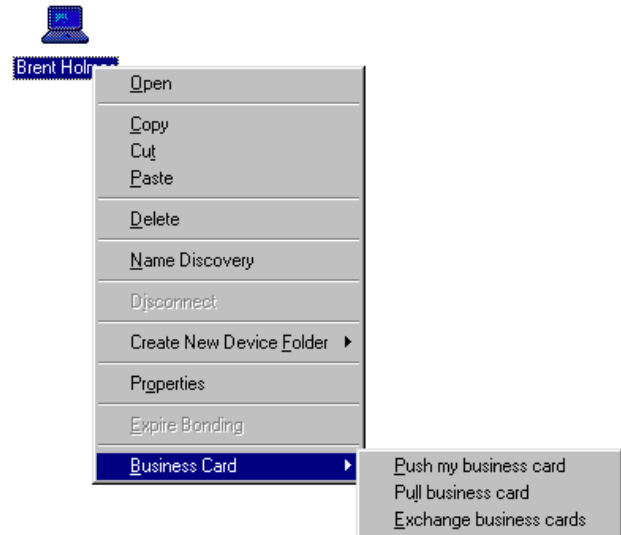 Brent Hol
Open
Copy
Cut
Paste
Delete
Name Discovery
Disconnect
Create New Device Folder
Properties
Expire Bonding
Business Card
Push my business card
Pull business card
Exchange business cards